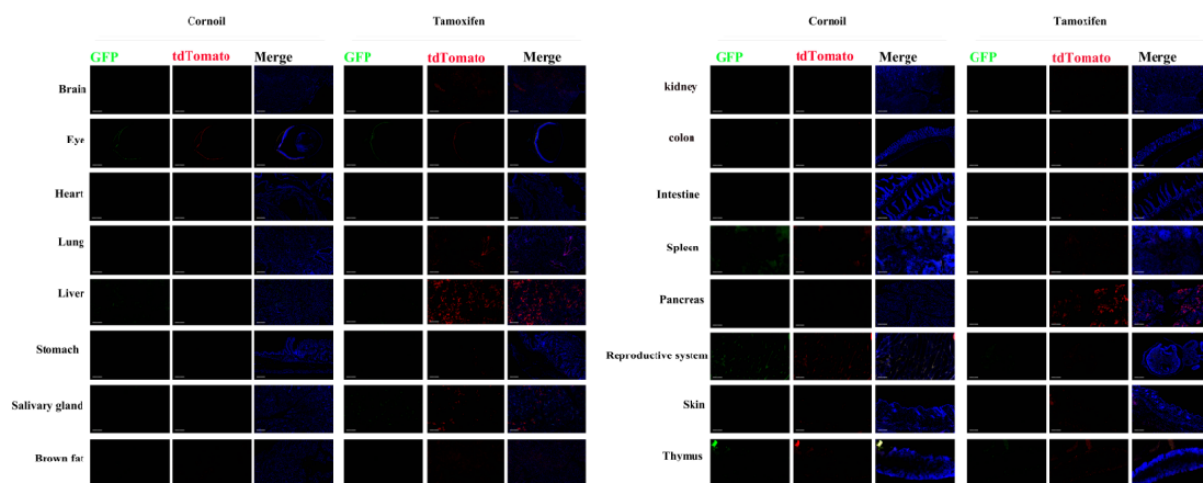 Cornoil Tamoxifen
GFP tdTomato Merge GFP tdTomato Merge
Brain
Eye
Heart
Lung
Liver
Stomach
Salivary gland
Brown fat
Cornoil Tamoxifen
GFP tdTomato Merge GFP tdTomato Merge
kidney
colon
Intestine
Spleen
Pancreas
Reproductive system
Skin
Thymus